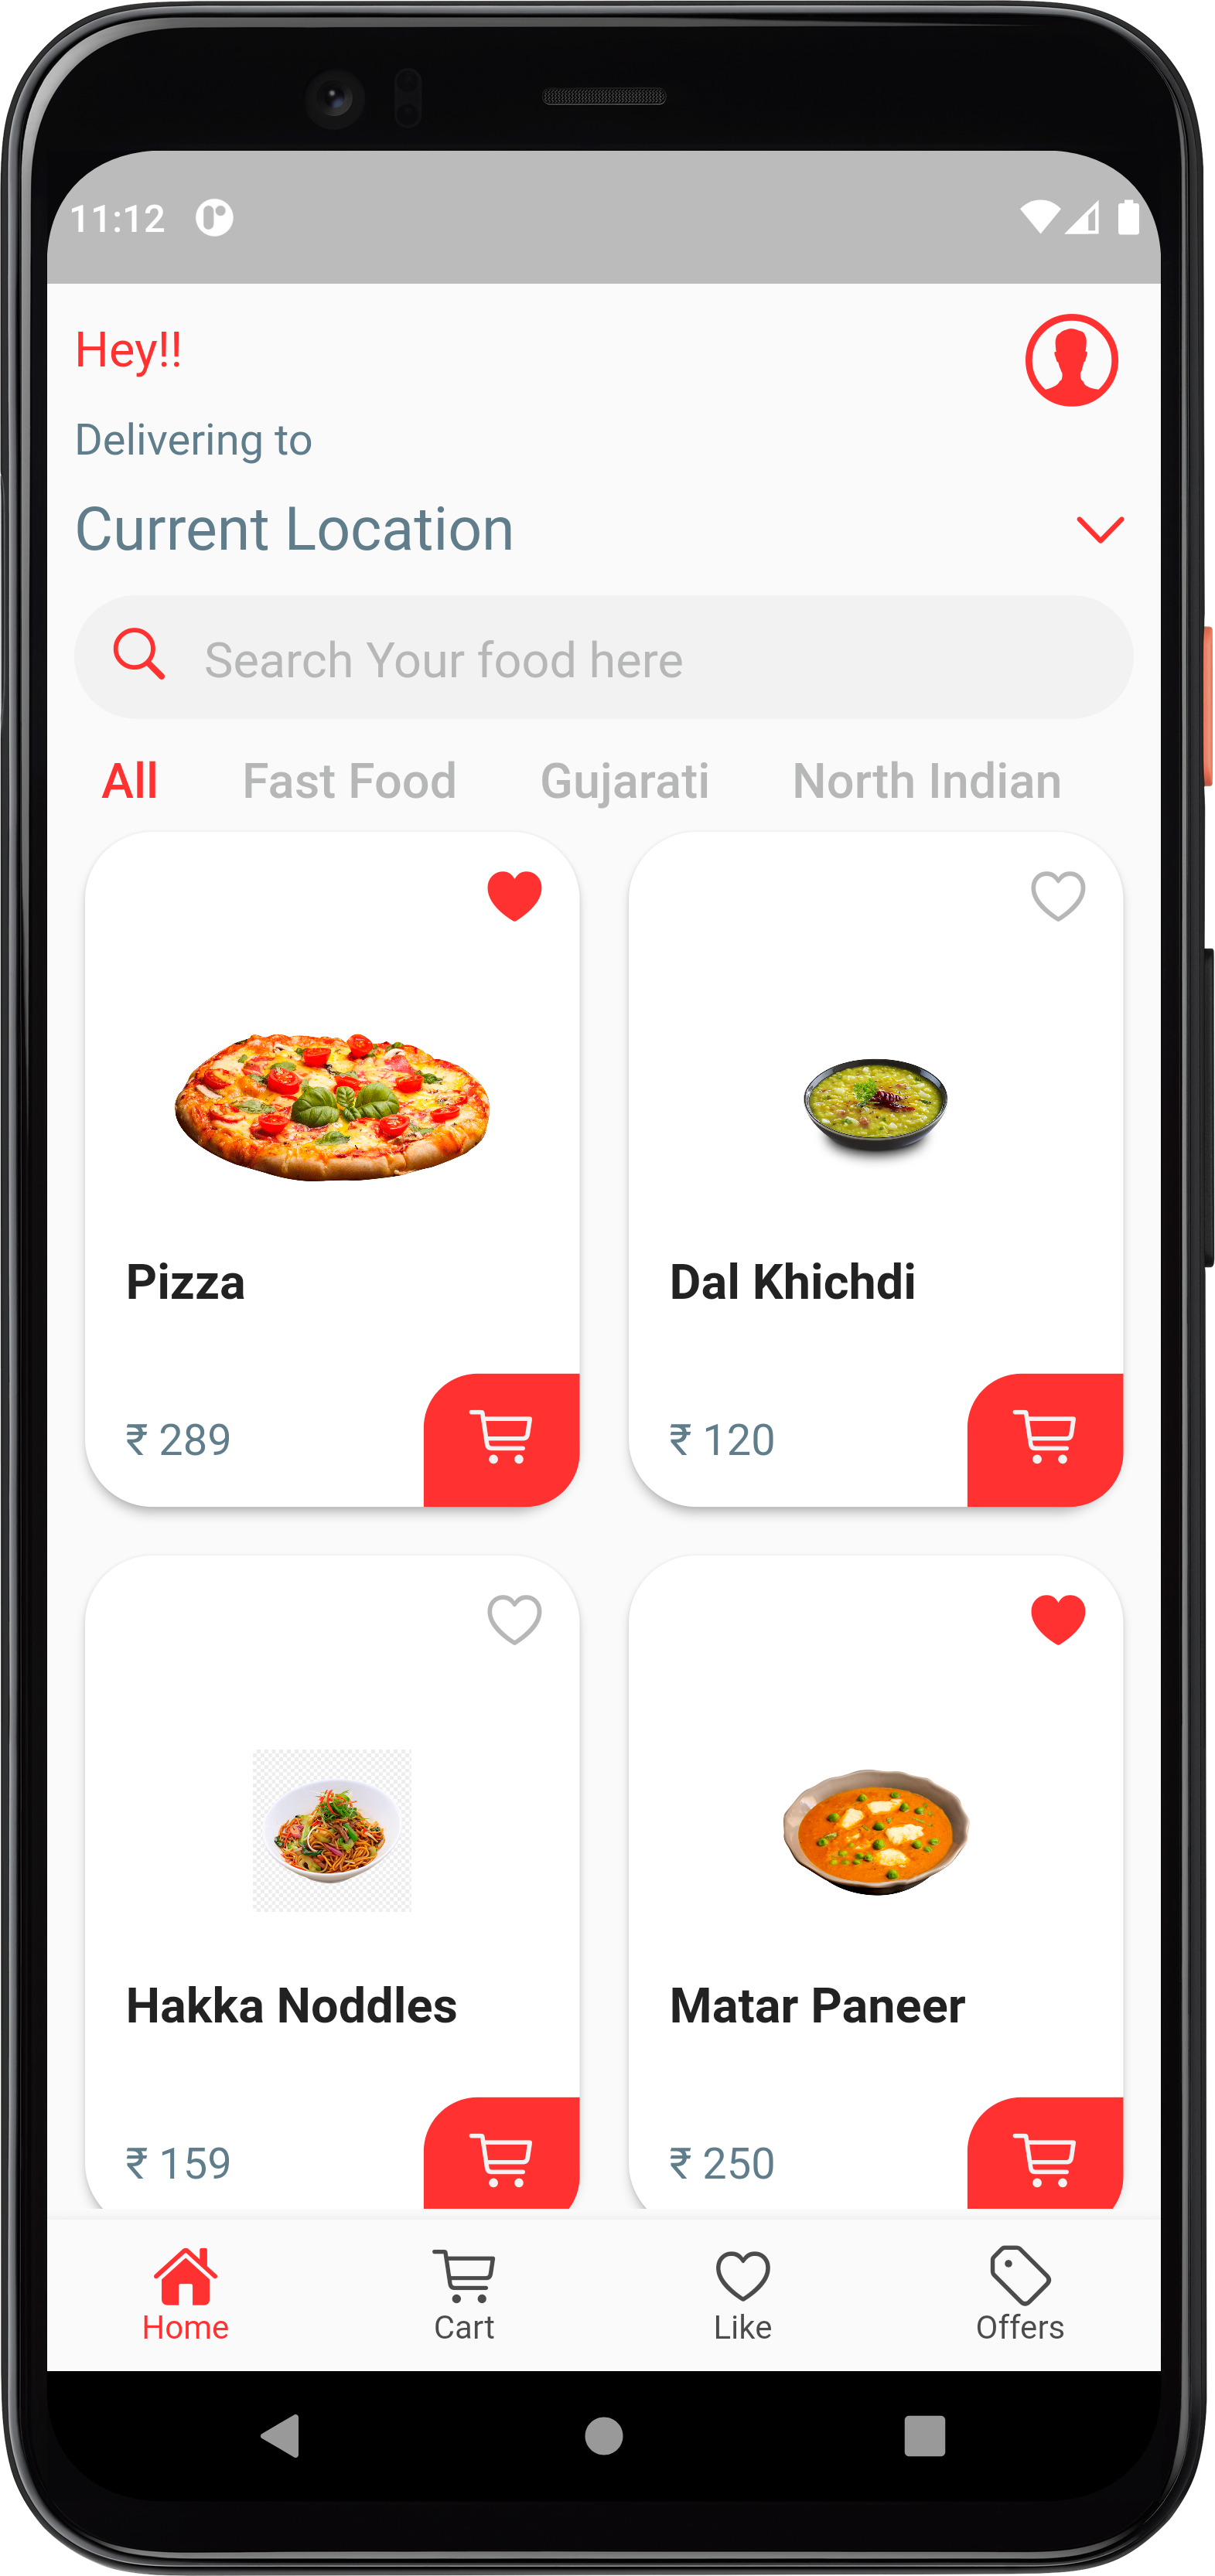 11:12
Hey!!
Delivering to
Current Location
Search Your food here
All Fast Food Gujarati North Indian
Pizza
₹ 289
Dal Khichdi
₹ 120
Hakka Noddles
₹ 159
Matar Paneer
₹ 250
Home Cart Like Offers